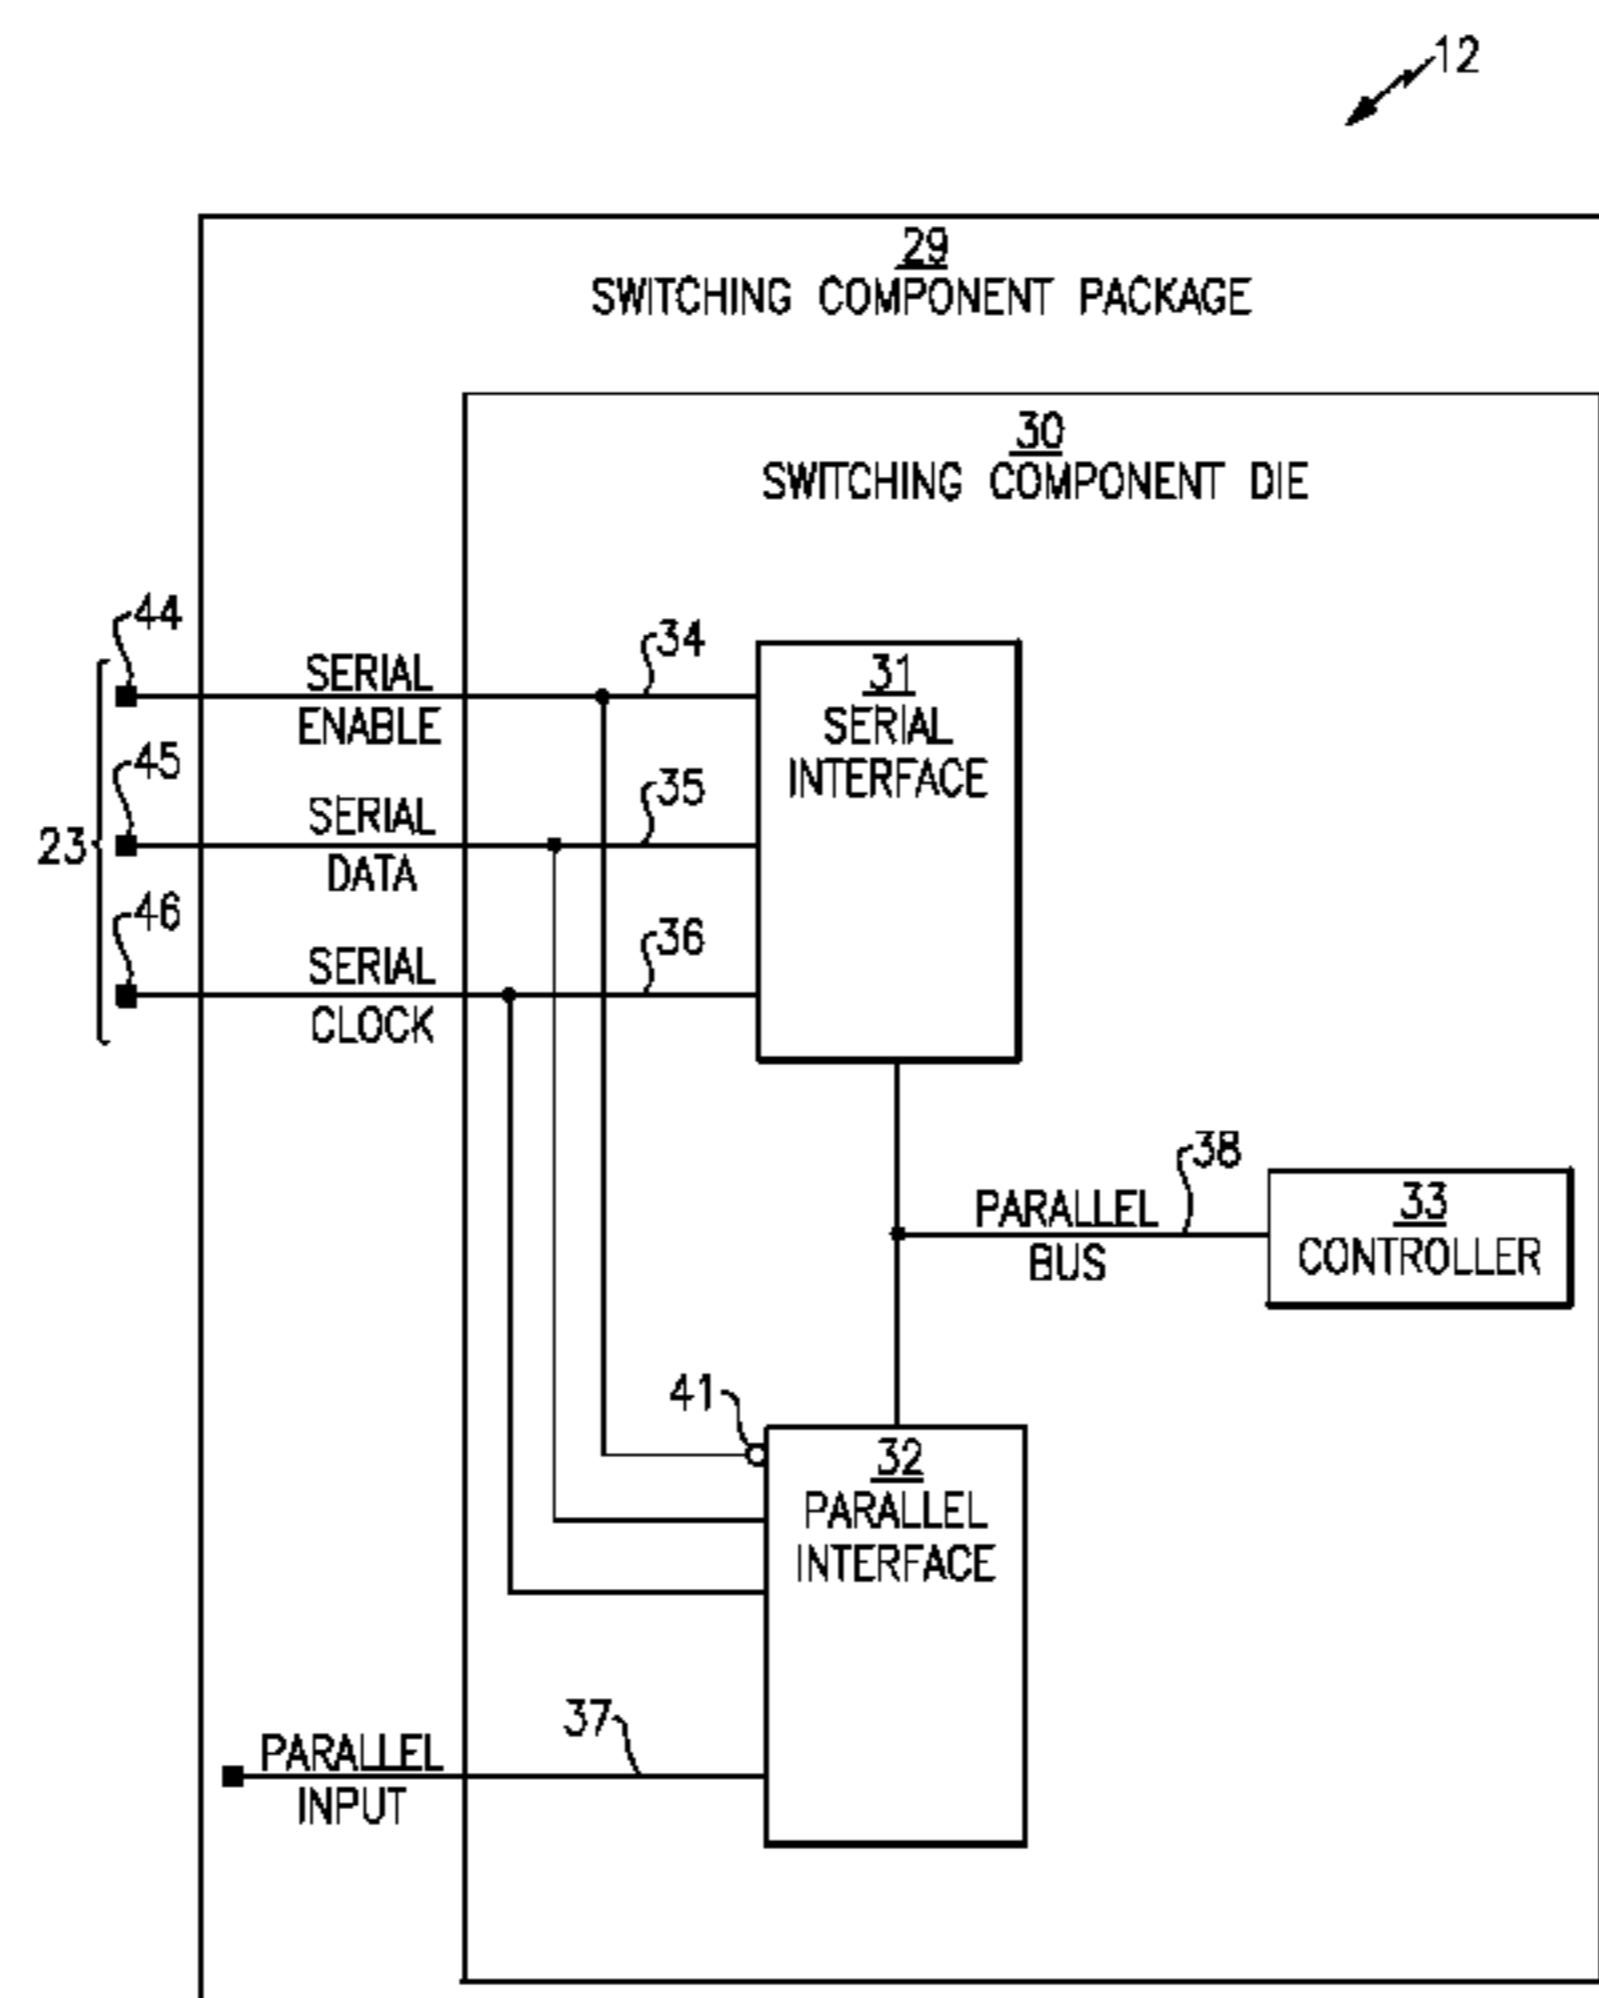 12
29
SWITCHING COMPONENT PACKAGE
30
SWITCHING COMPONENT DIE
44
SERIAL
ENABLE
34
31
SERIAL
INTERFACE
45
23
SERIAL
DATA
35
46
SERIAL
CLOCK
36
38
PARALLEL
BUS
33
CONTROLLER
41
32
PARALLEL
INTERFACE
37
PARALLEL
INPUT